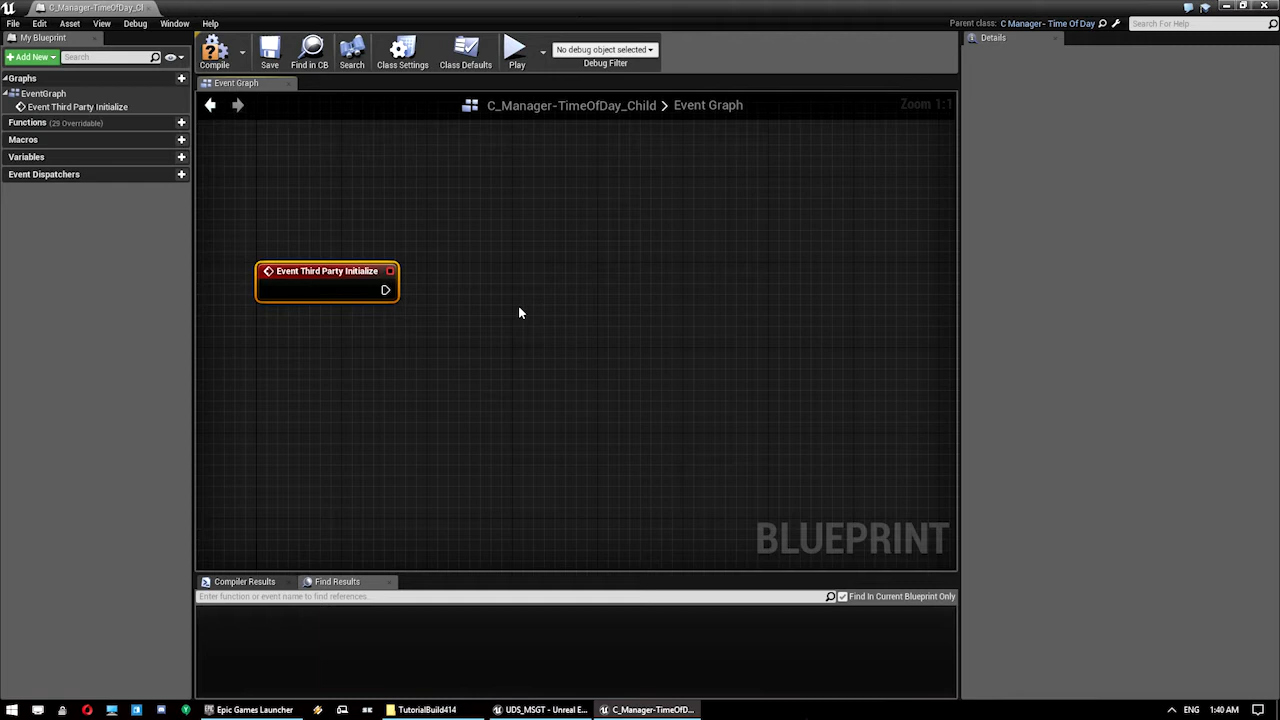 C_Manager-TimeOfDay_Cl
File Edit Asset View Debug Window Help
Parent class: C Manager- Time Of Day
Search For Help
My Blueprint
Add New
Search
Compile
Save
Find in CB
Search
Class Settings
Class Defaults
Play
No debug object selected
Debug Filter
Details
Graphs
EventGraph
Event Third Party Initialize
Functions (29 Overridable)
Macros
Variables
Event Dispatchers
Event Graph
C_Manager-TimeOfDay_Child > Event Graph
Zoom 1:1
Event Third Party Initialize
BLUEPRINT
Compiler Results
Find Results
Enter function or event name to find references...
Find In Current Blueprint Only
Epic Games Launcher
TutorialBuild414
UDS_MSGT - Unreal E...
C_Manager-TimeOfD...
ENG
1:40 AM